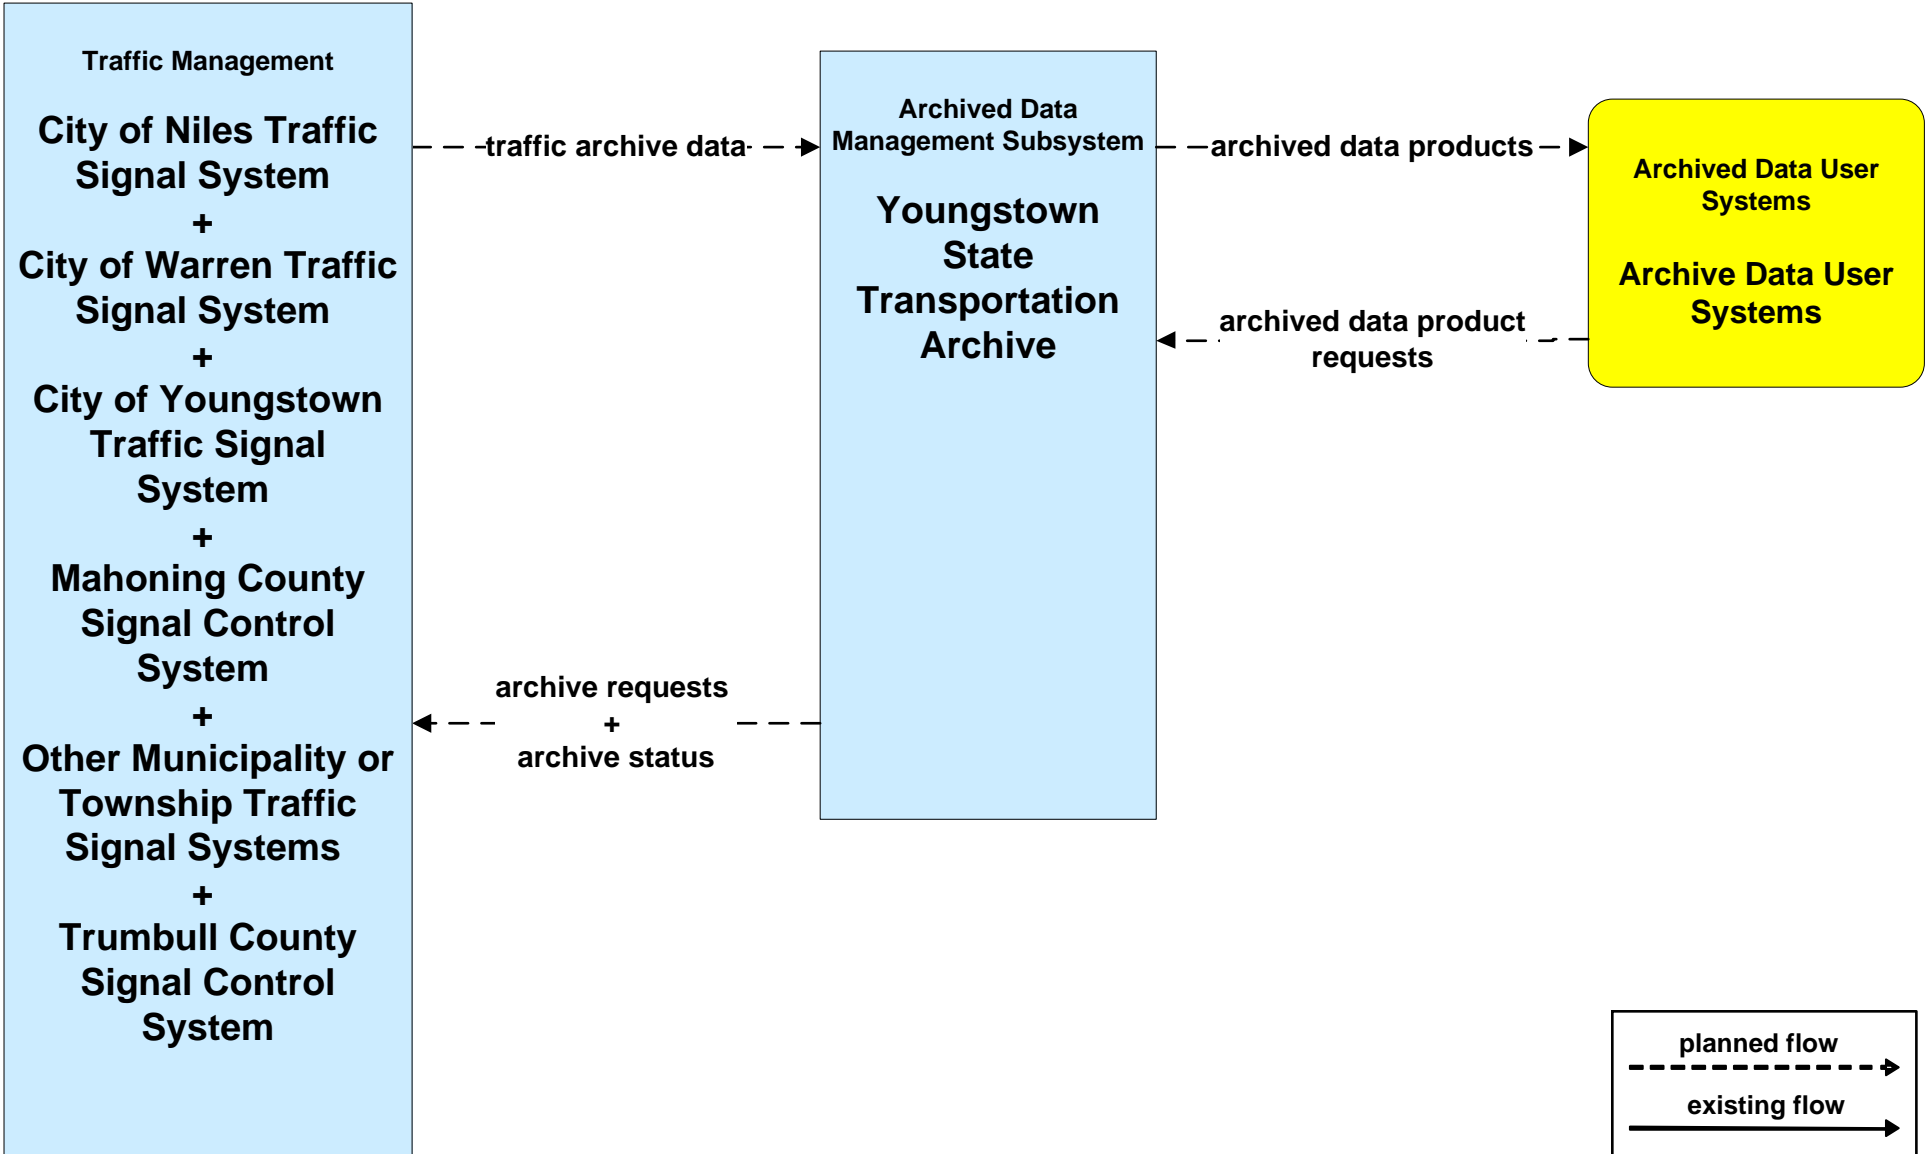 Traffic Management
City of Niles Traffic
Signal System
+
City of Warren Traffic
Signal System
+
City of Youngstown
Traffic Signal
System
+
Mahoning County
Signal Control
System
+
Other Municipality or
Township Traffic
Signal Systems
+
Trumbull County
Signal Control
System
traffic archive data
archive requests
+
archive status
Archived Data
Management Subsystem
Youngstown
State
Transportation
Archive
archived data products
archived data product
requests
Archived Data User
Systems
Archive Data User
Systems
planned flow
existing flow